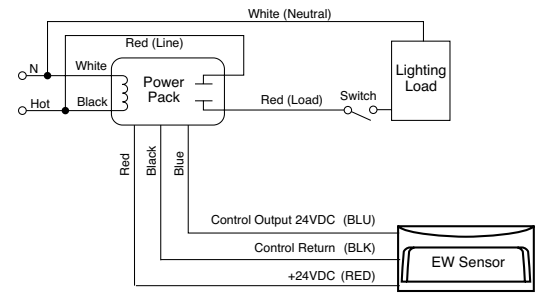 White (Neutral)
Red (Line)
N
White
Hot
Black
Power
Pack
Red (Load)
Switch
Lighting
Load
Red
Black
Blue
Control Output 24VDC (BLU)
Control Return (BLK)
+24VDC (RED)
EW Sensor